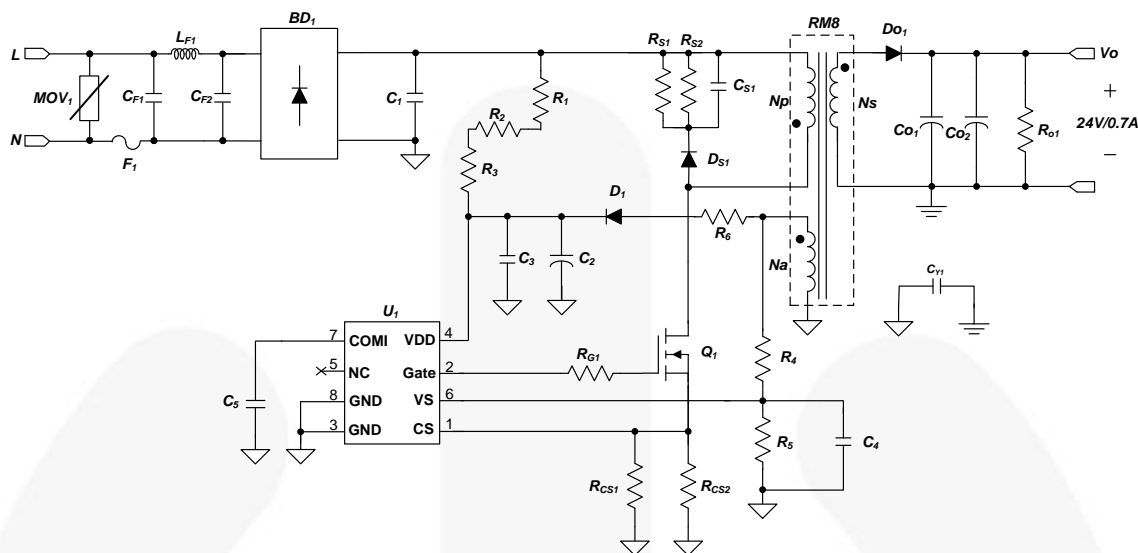 BD1
RM8
L
LF1
RS1
RS2
Do1
Vo
MOV1
CF1
CF2
C1
R1
CS1
Np
Ns
+
R2
Co1
Co2
Ro1
24V/0.7A
N
F1
−
R3
DS1
D1
R6
C3
C2
Na
CY1
U1
7
COMI
VDD
4
5
NC
Gate
2
RG1
Q1
R4
C5
8
GND
VS
6
3
GND
CS
1
R5
C4
RCS1
RCS2